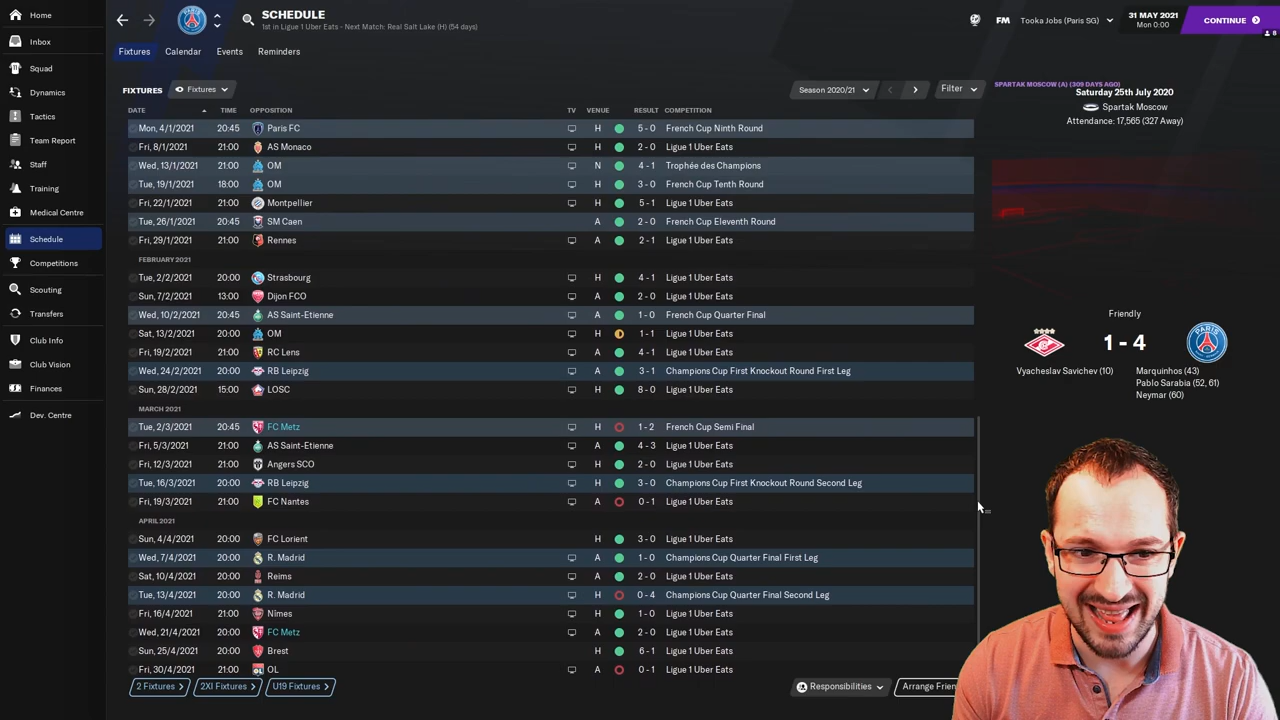 SCHEDULE
1st in Ligue 1 Uber Eats - Next Match: Real Salt Lake (H) (54 days)
FM
Tooka Jobs (Paris SG)
31 MAY 2021
Mon 0:00
CONTINUE
8
Home
Inbox
Squad
Dynamics
Tactics
Team Report
Staff
Training
Medical Centre
Schedule
Competitions
Scouting
Transfers
Club Info
Club Vision
Finances
Dev. Centre
Fixtures Calendar Events Reminders
FIXTURES Fixtures Season 2020/21 Filter
DATE TIME OPPOSITION TV VENUE RESULT COMPETITION
Mon, 4/1/2021 20:45 Paris FC H 5 - 0 French Cup Ninth Round
Fri, 8/1/2021 21:00 AS Monaco H 2 - 0 Ligue 1 Uber Eats
Wed, 13/1/2021 21:00 OM N 4 - 1 Trophée des Champions
Tue, 19/1/2021 18:00 OM H 3 - 0 French Cup Tenth Round
Fri, 22/1/2021 21:00 Montpellier H 5 - 1 Ligue 1 Uber Eats
Tue, 26/1/2021 20:45 SM Caen A 2 - 0 French Cup Eleventh Round
Fri, 29/1/2021 21:00 Rennes A 2 - 1 Ligue 1 Uber Eats
FEBRUARY 2021
Tue, 2/2/2021 20:00 Strasbourg H 4 - 1 Ligue 1 Uber Eats
Sun, 7/2/2021 13:00 Dijon FCO A 2 - 0 Ligue 1 Uber Eats
Wed, 10/2/2021 20:45 AS Saint-Etienne A 1 - 0 French Cup Quarter Final
Sat, 13/2/2021 20:00 OM H 1 - 1 Ligue 1 Uber Eats
Fri, 19/2/2021 21:00 RC Lens A 4 - 1 Ligue 1 Uber Eats
Wed, 24/2/2021 20:00 RB Leipzig A 3 - 1 Champions Cup First Knockout Round First Leg
Sun, 28/2/2021 15:00 LOSC H 8 - 0 Ligue 1 Uber Eats
MARCH 2021
Tue, 2/3/2021 20:45 FC Metz H 1 - 2 French Cup Semi Final
Fri, 5/3/2021 21:00 AS Saint-Etienne A 4 - 3 Ligue 1 Uber Eats
Fri, 12/3/2021 21:00 Angers SCO H 2 - 0 Ligue 1 Uber Eats
Tue, 16/3/2021 20:00 RB Leipzig H 3 - 0 Champions Cup First Knockout Round Second Leg
Fri, 19/3/2021 21:00 FC Nantes A 0 - 1 Ligue 1 Uber Eats
APRIL 2021
Sun, 4/4/2021 20:00 FC Lorient H 3 - 0 Ligue 1 Uber Eats
Wed, 7/4/2021 20:00 R. Madrid A 1 - 0 Champions Cup Quarter Final First Leg
Sat, 10/4/2021 20:00 Reims A 2 - 0 Ligue 1 Uber Eats
Tue, 13/4/2021 20:00 R. Madrid H 0 - 4 Champions Cup Quarter Final Second Leg
Fri, 16/4/2021 21:00 Nîmes H 1 - 0 Ligue 1 Uber Eats
Wed, 21/4/2021 20:00 FC Metz A 2 - 0 Ligue 1 Uber Eats
Sun, 25/4/2021 20:00 Brest H 6 - 1 Ligue 1 Uber Eats
Fri, 30/4/2021 21:00 OL A 0 - 1 Ligue 1 Uber Eats
2 Fixtures 2XI Fixtures U19 Fixtures Responsibilities Arrange Frien
SPARTAK MOSCOW (A) (309 DAYS AGO)
Saturday 25th July 2020
Spartak Moscow
Attendance: 17,565 (327 Away)
Friendly
1 - 4
Vyacheslav Savichev (10) Marquinhos (43)
Pablo Sarabia (52, 61)
Neymar (60)